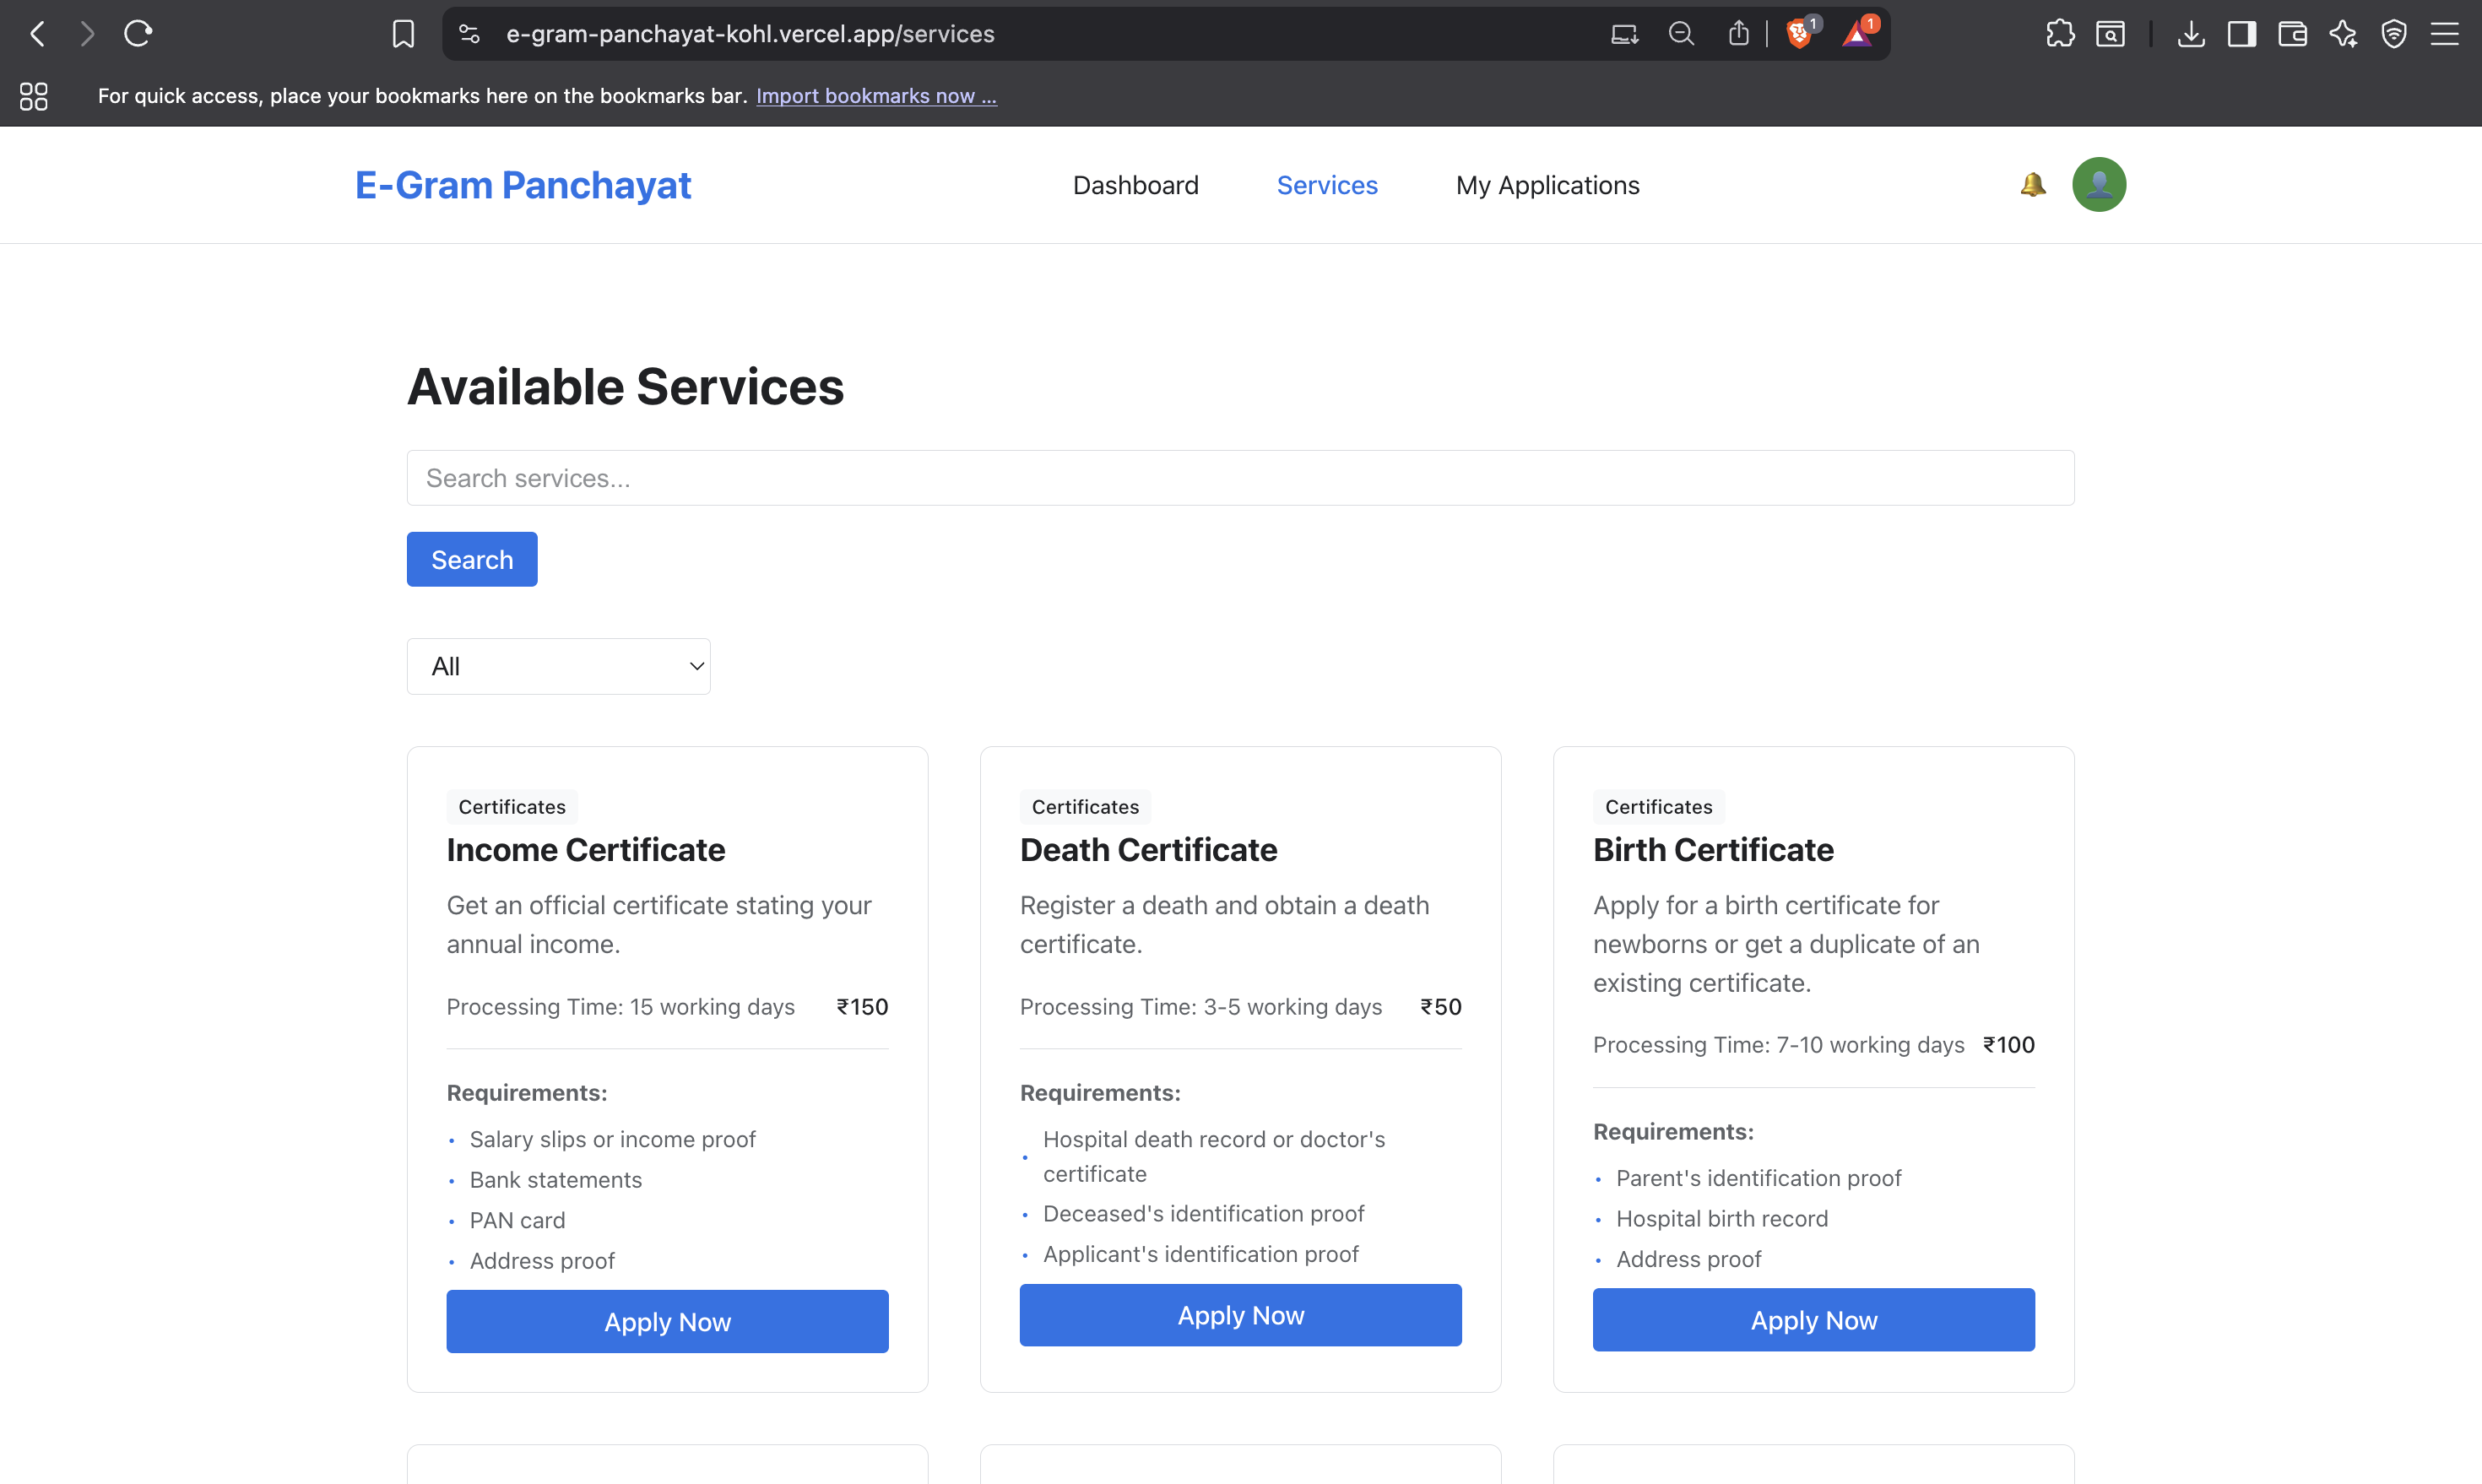 e-gram-panchayat-kohl.vercel.app/services
1
1
For quick access, place your bookmarks here on the bookmarks bar. Import bookmarks now ...
E-Gram Panchayat
Dashboard
Services
My Applications
Available Services
Search services...
Search
All
Certificates
Income Certificate
Get an official certificate stating your
annual income.
Processing Time: 15 working days ₹150
Requirements:
• Salary slips or income proof
• Bank statements
• PAN card
• Address proof
Apply Now
Certificates
Death Certificate
Register a death and obtain a death
certificate.
Processing Time: 3-5 working days ₹50
Requirements:
• Hospital death record or doctor's
certificate
• Deceased's identification proof
• Applicant's identification proof
Apply Now
Certificates
Birth Certificate
Apply for a birth certificate for
newborns or get a duplicate of an
existing certificate.
Processing Time: 7-10 working days ₹100
Requirements:
• Parent's identification proof
• Hospital birth record
• Address proof
Apply Now